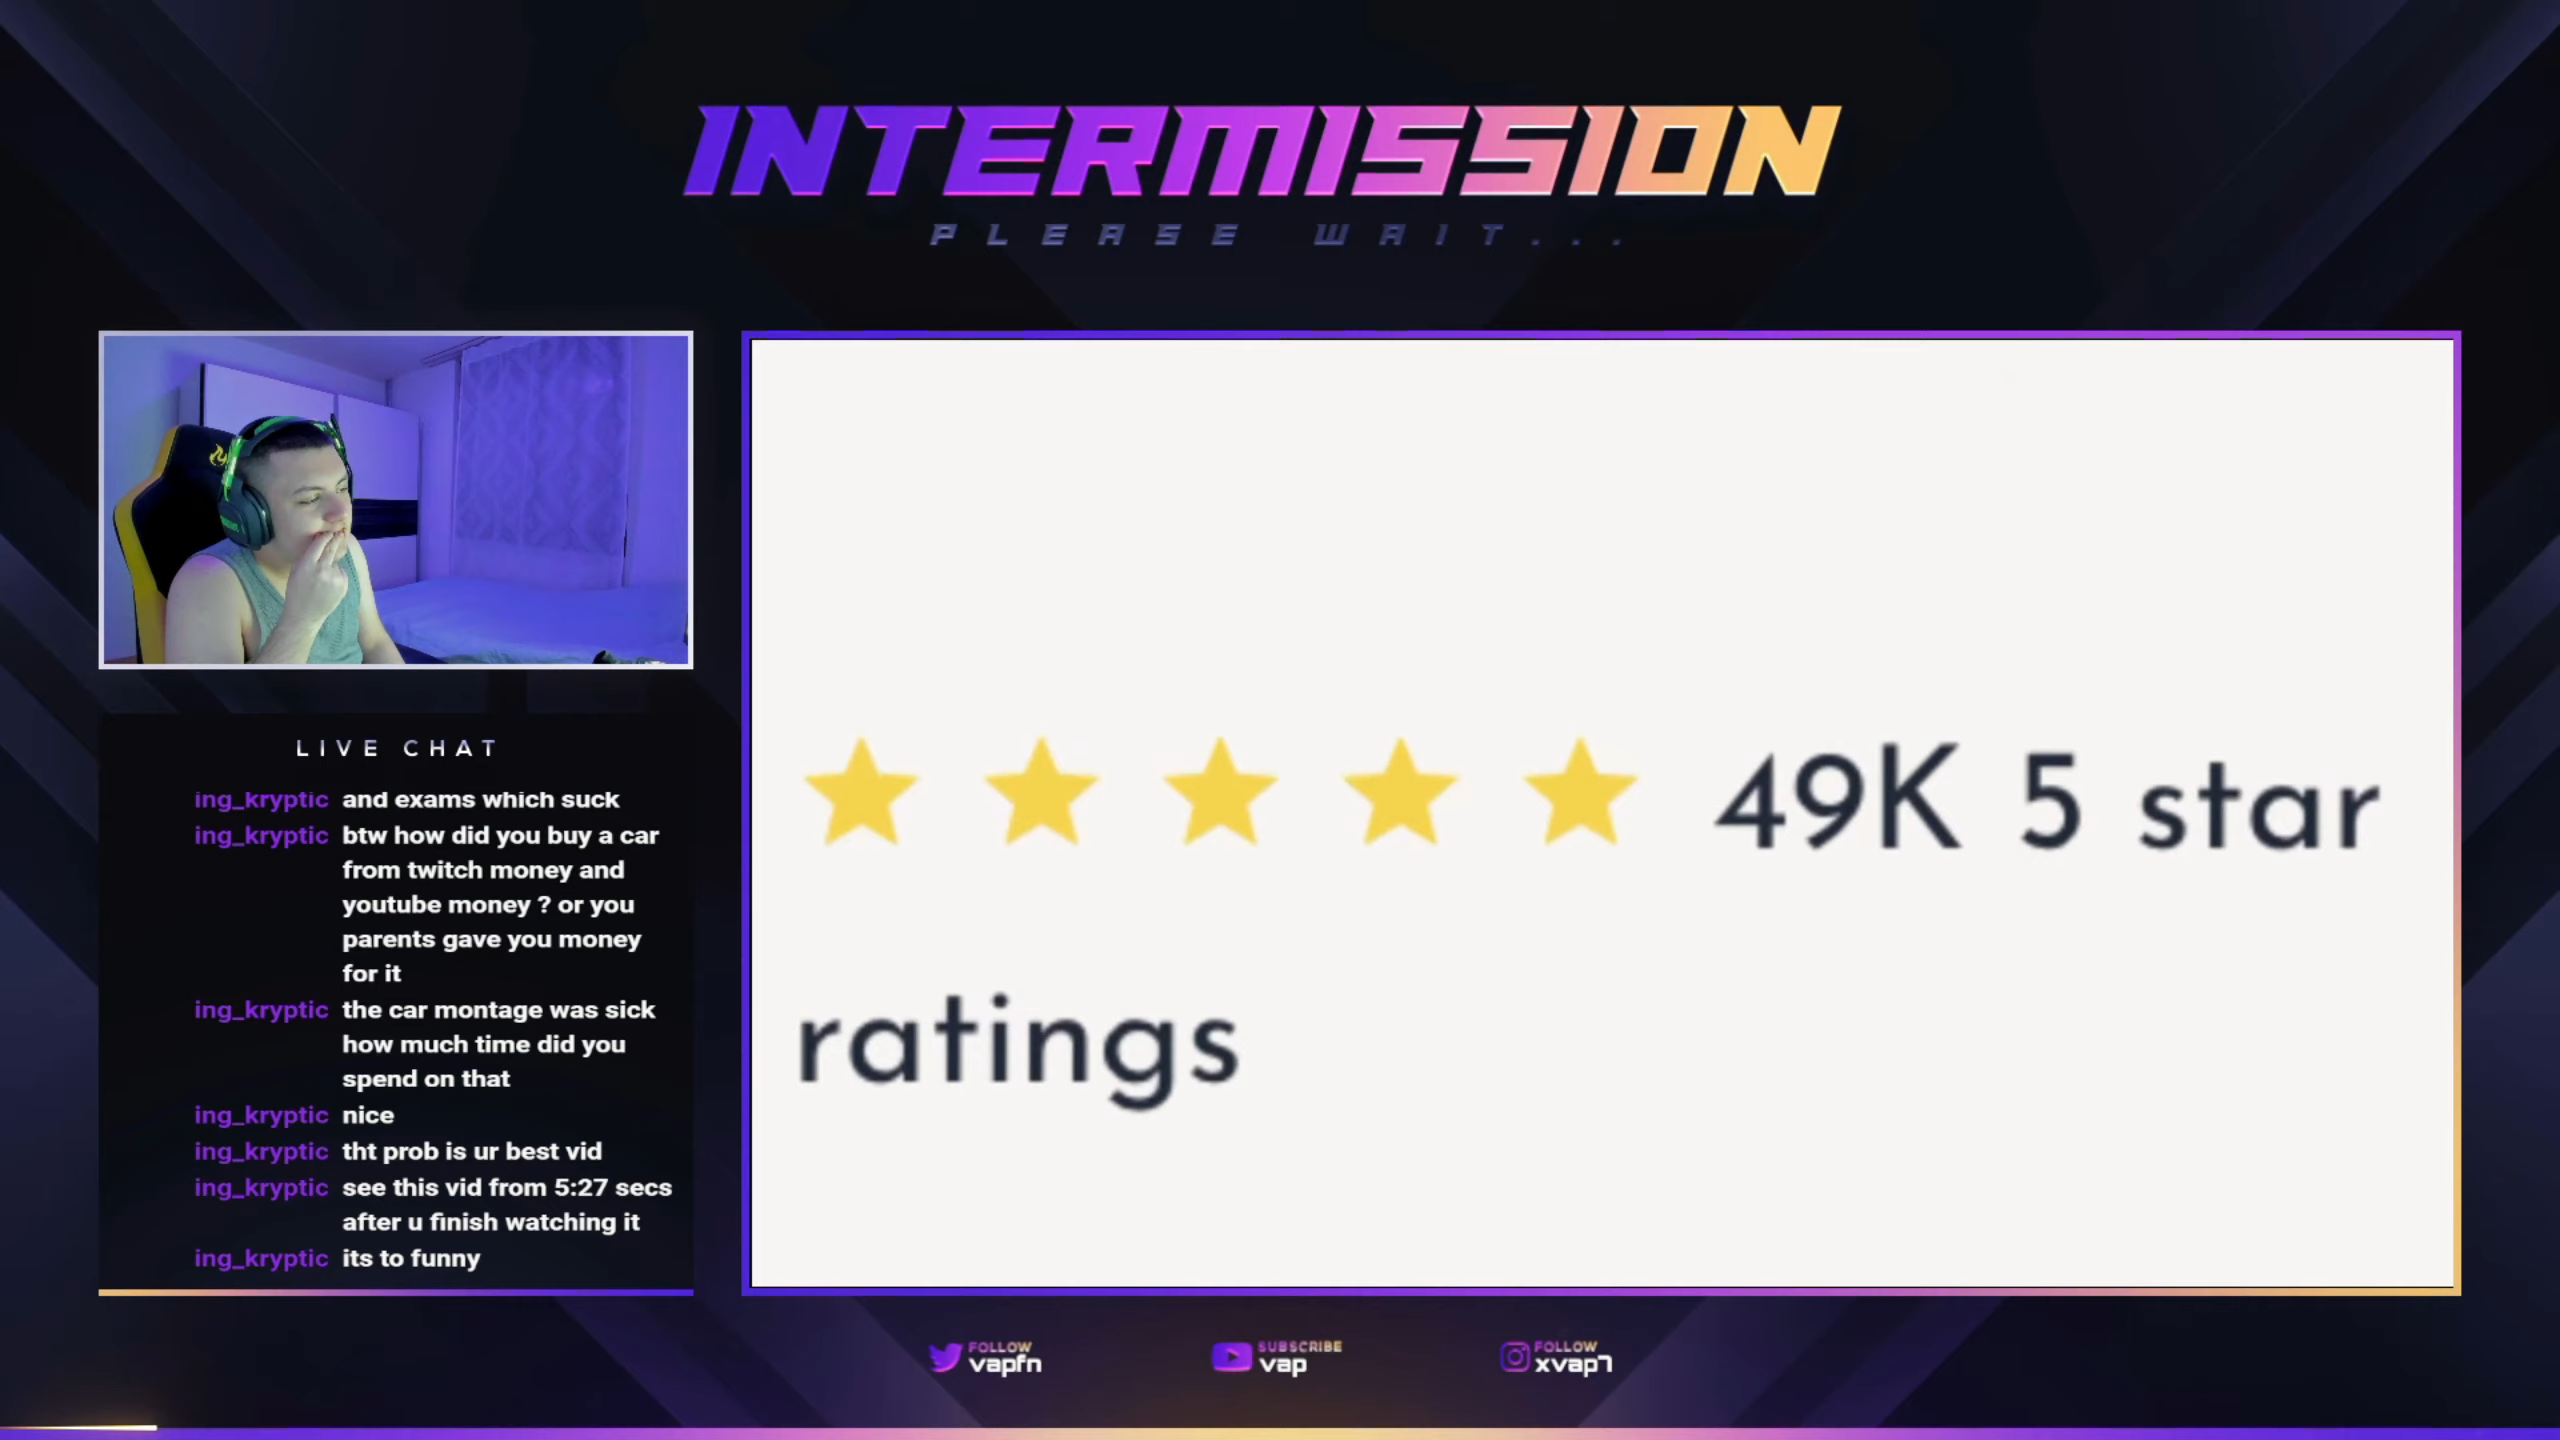 INTERMISSION
PLEASE WAIT...
LIVE CHAT
ing_kryptic and exams which suck
ing_kryptic btw how did you buy a car
from twitch money and
youtube money ? or you
parents gave you money
for it
ing_kryptic the car montage was sick
how much time did you
spend on that
ing_kryptic nice
ing_kryptic tht prob is ur best vid
ing_kryptic see this vid from 5:27 secs
after u finish watching it
ing_kryptic its to funny
49K 5 star
ratings
FOLLOW
vapfn
SUBSCRIBE
vap
FOLLOW
xvap7